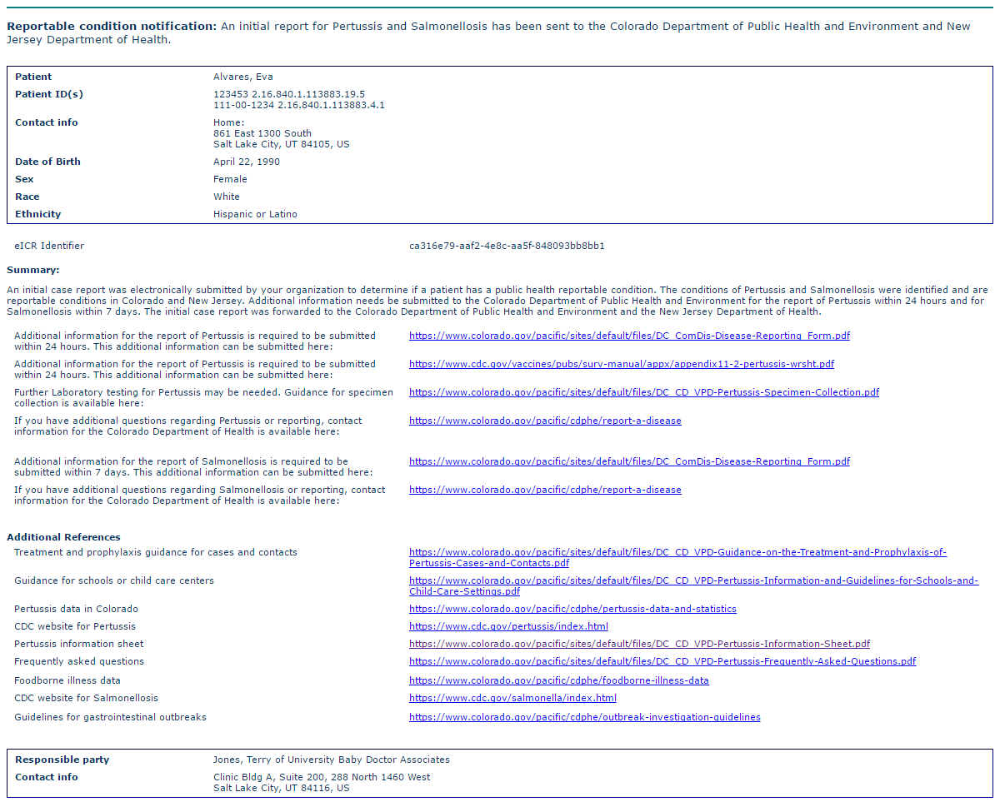 Reportable condition notification: An initial report for Pertussis and Salmonellosis has been sent to the Colorado Department of Public Health and Environment and New
Jersey Department of Health.
Patient Alvares, Eva
Patient ID(s) 123453 2.16.840.1.113883.19.5
111-00-1234 2.16.840.1.113883.4.1
Contact info Home:
861 East 1300 South
Salt Lake City, UT 84105, US
Date of Birth April 22, 1990
Sex Female
Race White
Ethnicity Hispanic or Latino
eICR Identifier ca316e79-aaf2-4e8c-aa5f-848093bb8bb1
Summary:
An initial case report was electronically submitted by your organization to determine if a patient has a public health reportable condition. The conditions of Pertussis and Salmonellosis were identified and are
reportable conditions in Colorado and New Jersey. Additional information needs be submitted to the Colorado Department of Public Health and Environment for the report of Pertussis within 24 hours and for
Salmonellosis within 7 days. The initial case report was forwarded to the Colorado Department of Public Health and Environment and the New Jersey Department of Health.
Additional information for the report of Pertussis is required to be submitted https://www.colorado.gov/pacific/sites/default/files/DC_ComDis-Disease-Reporting_Form.pdf
within 24 hours. This additional information can be submitted here:
Additional information for the report of Pertussis is required to be submitted https://www.cdc.gov/vaccines/pubs/surv-manual/appx/appendix11-2-pertussis-wrsht.pdf
within 24 hours. This additional information can be submitted here:
Further Laboratory testing for Pertussis may be needed. Guidance for specimen https://www.colorado.gov/pacific/sites/default/files/DC_CD_VPD-Pertussis-Specimen-Collection.pdf
collection is available here:
If you have additional questions regarding Pertussis or reporting, contact https://www.colorado.gov/pacific/cdphe/report-a-disease
information for the Colorado Department of Health is available here:
Additional information for the report of Salmonellosis is required to be https://www.colorado.gov/pacific/sites/default/files/DC_ComDis-Disease-Reporting_Form.pdf
submitted within 7 days. This additional information can be submitted here:
If you have additional questions regarding Salmonellosis or reporting, contact https://www.colorado.gov/pacific/cdphe/report-a-disease
information for the Colorado Department of Health is available here:
Additional References
Treatment and prophylaxis guidance for cases and contacts https://www.colorado.gov/pacific/sites/default/files/DC_CD_VPD-Guidance-on-the-Treatment-and-Prophylaxis-of-
Pertussis-Cases-and-Contacts.pdf
Guidance for schools or child care centers https://www.colorado.gov/pacific/sites/default/files/DC_CD_VPD-Pertussis-Information-and-Guidelines-for-Schools-and-
Child-Care-Settings.pdf
Pertussis data in Colorado https://www.colorado.gov/pacific/cdphe/pertussis-data-and-statistics
CDC website for Pertussis https://www.cdc.gov/pertussis/index.html
Pertussis information sheet https://www.colorado.gov/pacific/sites/default/files/DC_CD_VPD-Pertussis-Information-Sheet.pdf
Frequently asked questions https://www.colorado.gov/pacific/sites/default/files/DC_CD_VPD-Pertussis-Frequently-Asked-Questions.pdf
Foodborne illness data https://www.colorado.gov/pacific/cdphe/foodborne-illness-data
CDC website for Salmonellosis https://www.cdc.gov/salmonella/index.html
Guidelines for gastrointestinal outbreaks https://www.colorado.gov/pacific/cdphe/outbreak-investigation-guidelines
Responsible party Jones, Terry of University Baby Doctor Associates
Contact info Clinic Bldg A, Suite 200, 288 North 1460 West
Salt Lake City, UT 84116, US